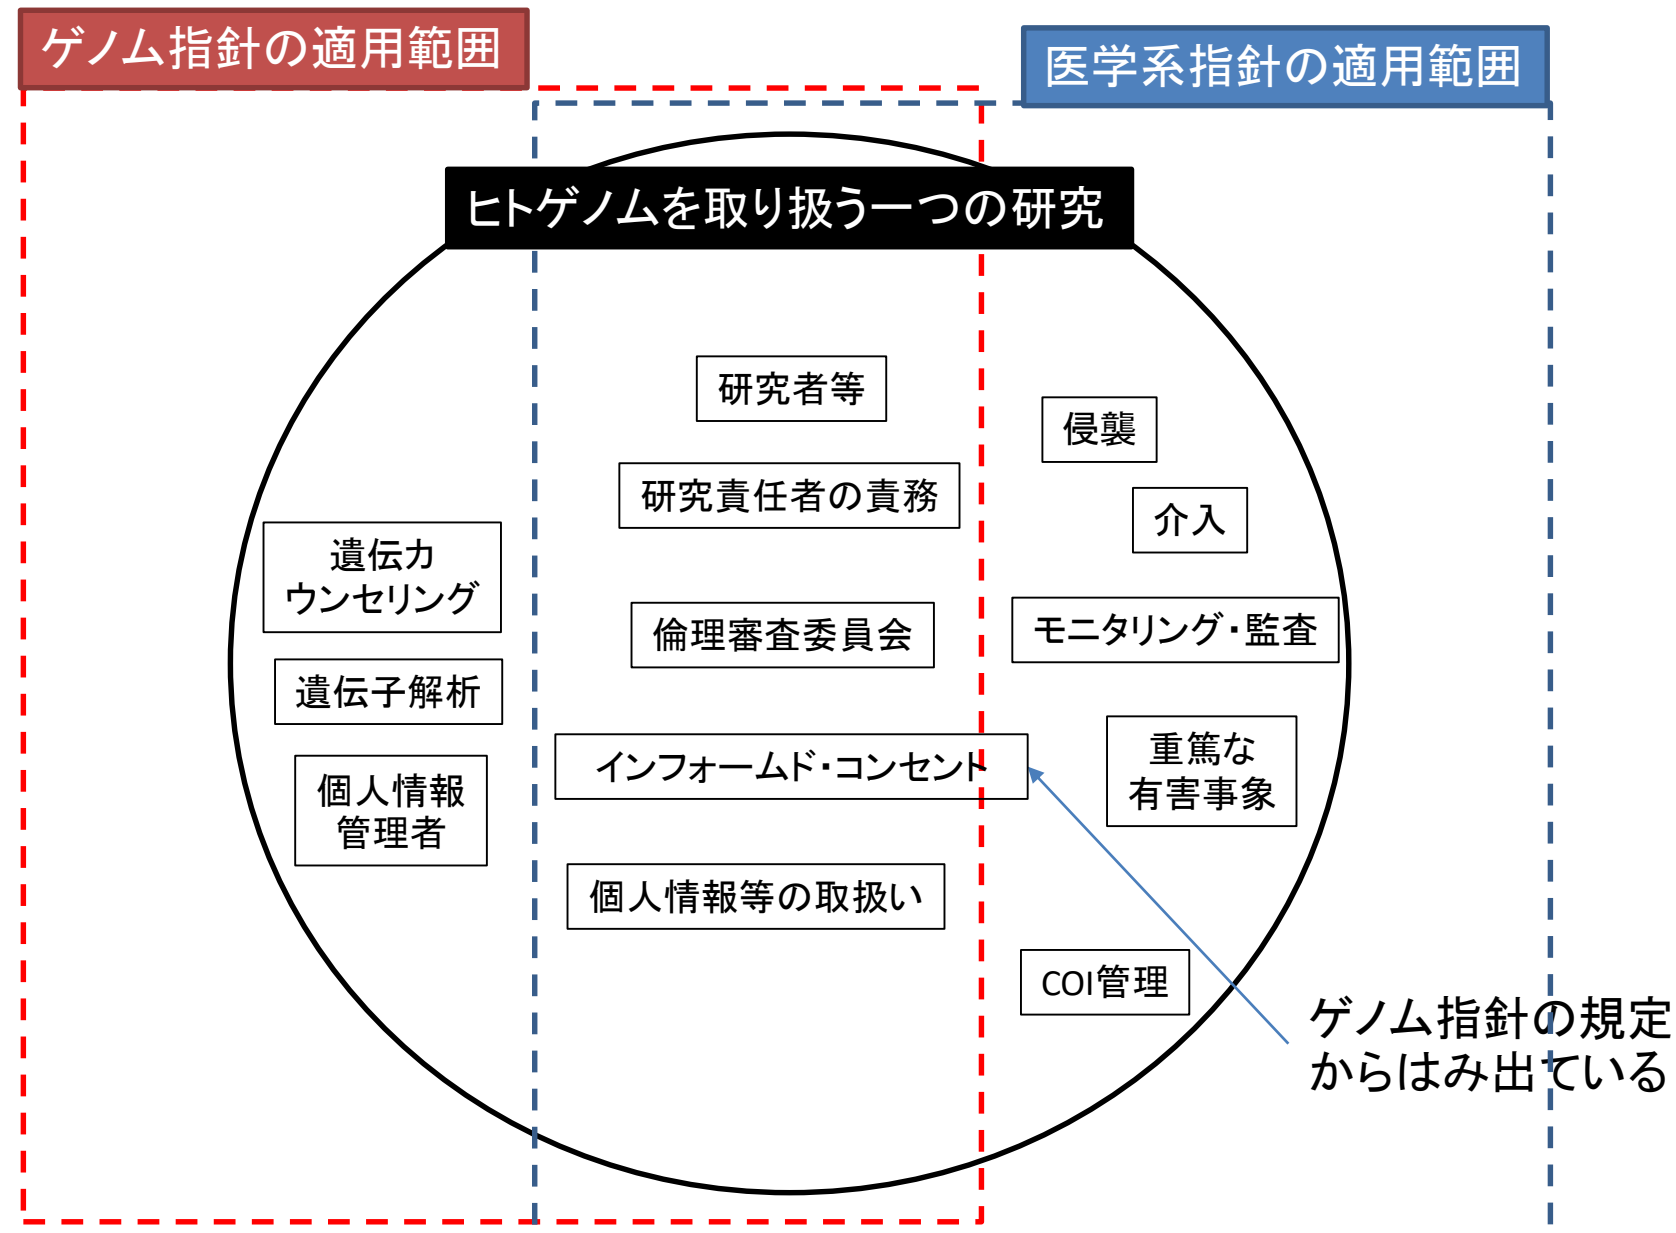 ゲノム指針の適用範囲
医学系指針の適用範囲
ヒトゲノムを取り扱う一つの研究
研究者等
研究責任者の責務
倫理審査委員会
インフォームド・コンセント
個人情報等の取扱い
遺伝カ
ウンセリング
遺伝子解析
個人情報
管理者
侵襲
介入
モニタリング・監査
重篤な
有害事象
COI管理
ゲノム指針の規定
からはみ出ている